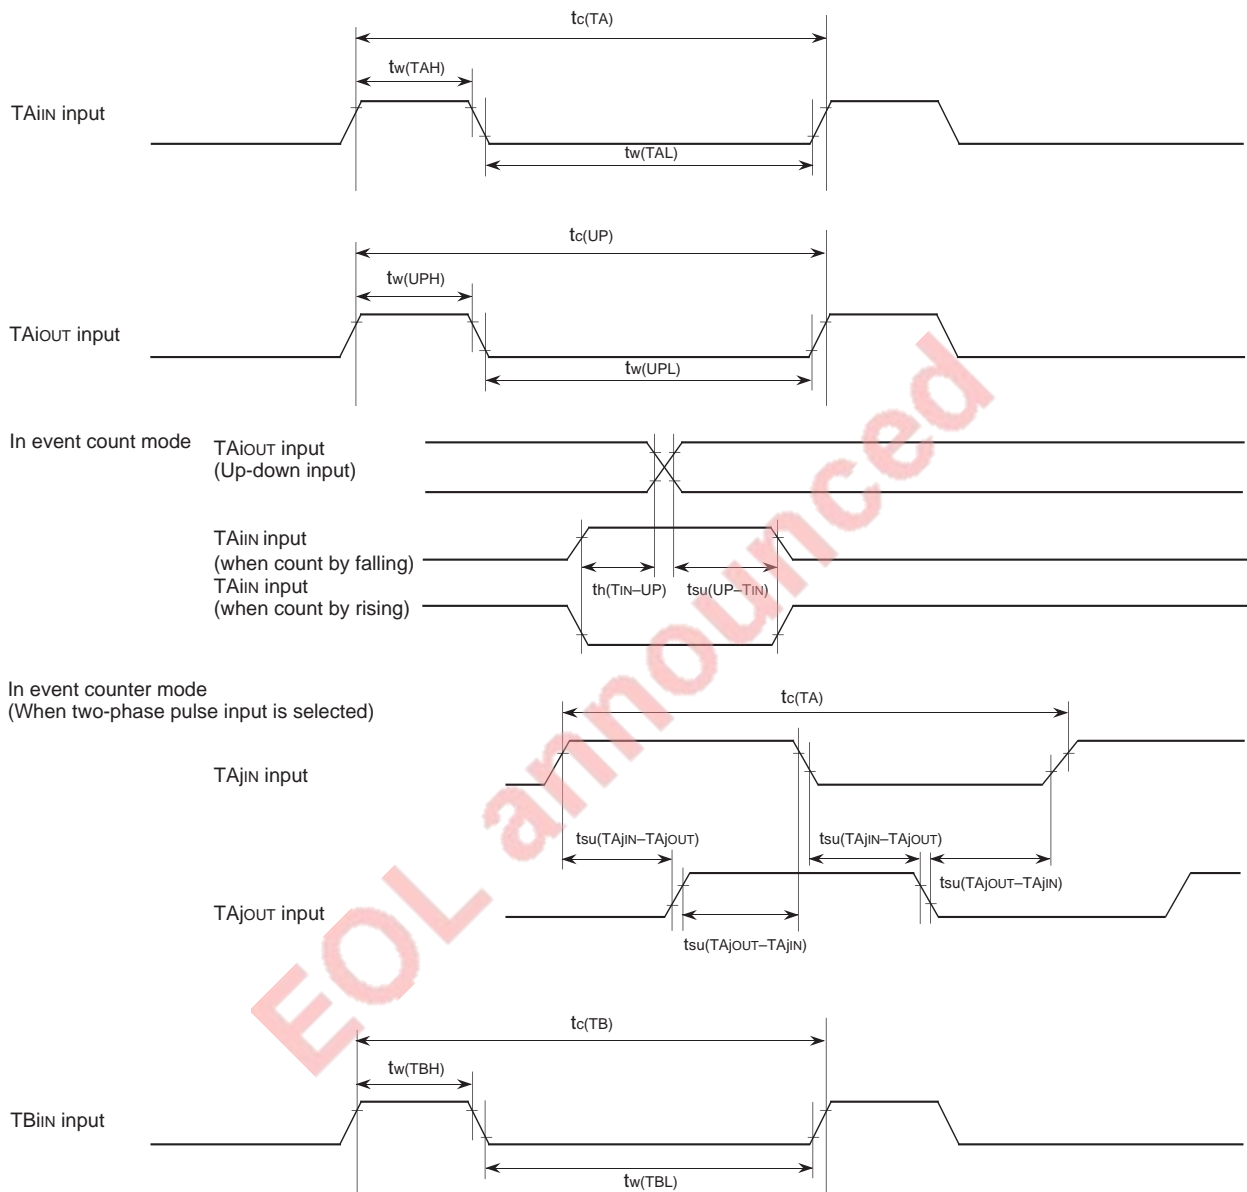 tc(TA)
tw(TAH)
TAiIN input
tw(TAL)
tc(UP)
tw(UPH)
TAiOUT input
tw(UPL)
In event count mode
TAiOUT input
(Up-down input)
TAiIN input
(when count by falling)
th(TIN–UP) tsu(UP–TIN)
TAiIN input
(when count by rising)
In event counter mode
(When two-phase pulse input is selected)
tc(TA)
TAjIN input
tsu(TAjIN–TAjOUT) tsu(TAjIN–TAjOUT)
tsu(TAjOUT–TAjIN)
TAjOUT input
tsu(TAjOUT–TAjIN)
tc(TB)
tw(TBH)
TBiIN input
tw(TBL)
EOL announced